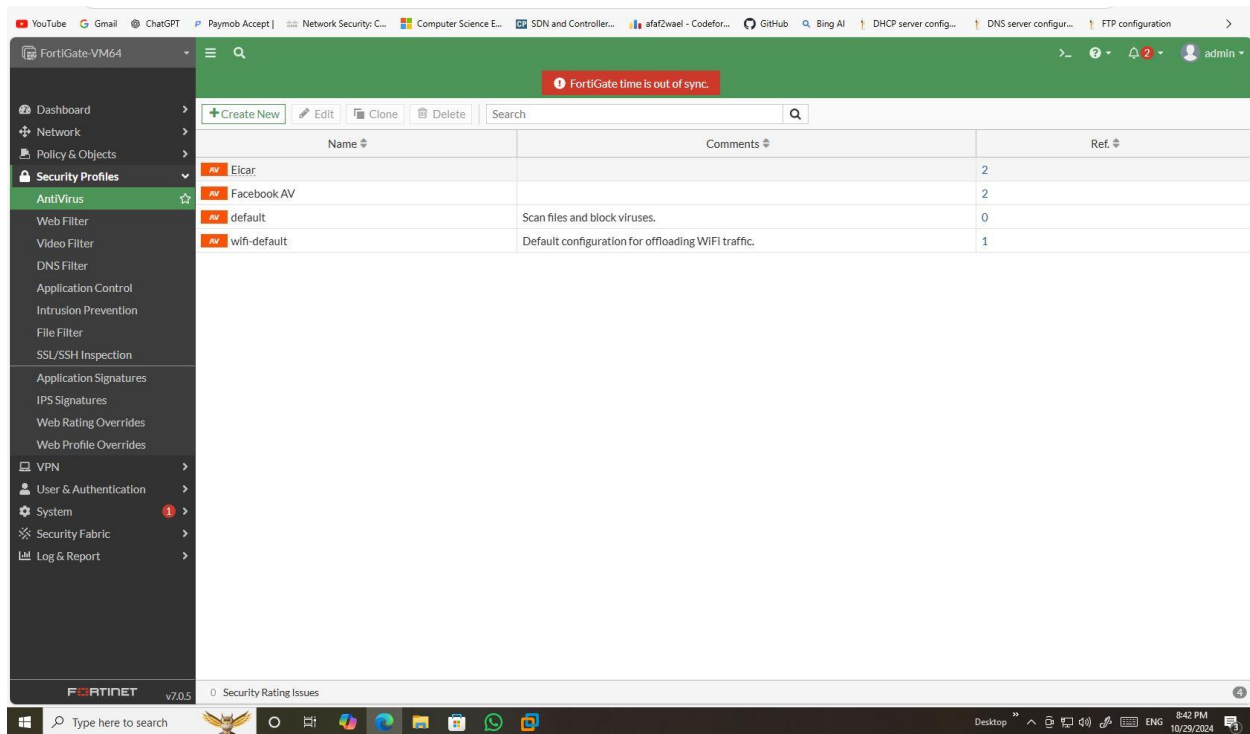 YouTube Gmail ChatGPT Paymob Accept | Network Security: C... Computer Science E... SDN and Controller... afaf2wael - Codefor... GitHub Bing AI DHCP server config... DNS server configur... FTP configuration
FortiGate-VM64
>_ ? 2 admin
FortiGate time is out of sync.
Dashboard
Network
Policy & Objects
Security Profiles
AntiVirus
Web Filter
Video Filter
DNS Filter
Application Control
Intrusion Prevention
File Filter
SSL/SSH Inspection
Application Signatures
IPS Signatures
Web Rating Overrides
Web Profile Overrides
VPN
User & Authentication
System 1
Security Fabric
Log & Report
FORTINET v7.0.5
+Create New Edit Clone Delete Search
Name Comments Ref.
AV Eicar 2
AV Facebook AV 2
AV default Scan files and block viruses. 0
AV wifi-default Default configuration for offloading WiFi traffic. 1
0 Security Rating Issues 4
Type here to search
Desktop ENG 8:42 PM
10/29/2024 3